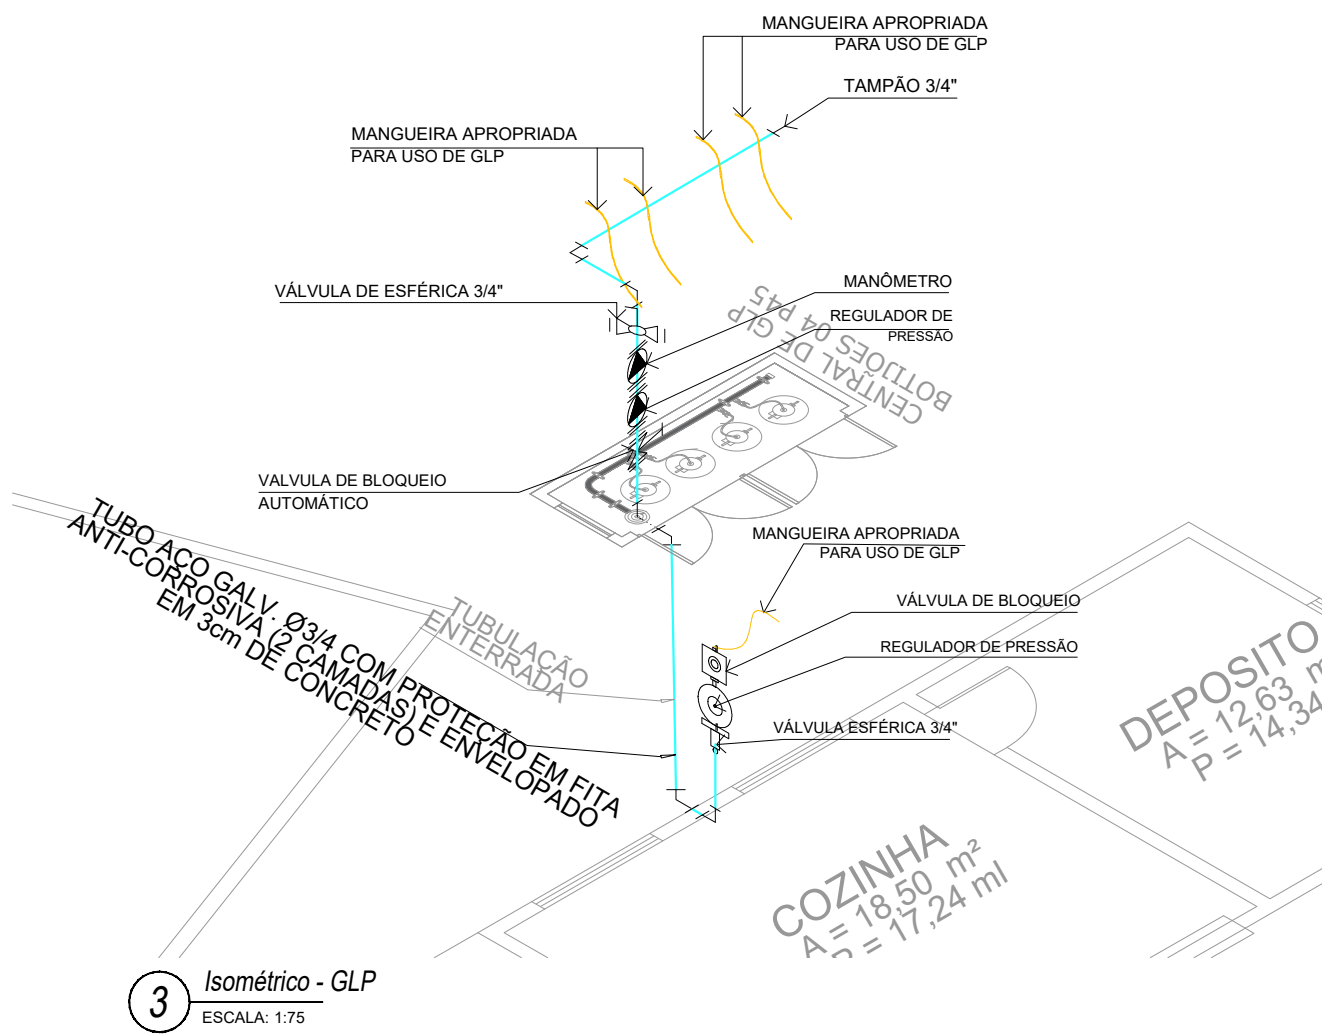 MANGUEIRA APROPRIADA
PARA USO DE GLP
TAMPÃO 3/4"
MANGUEIRA APROPRIADA
PARA USO DE GLP
VÁLVULA DE ESFÉRICA 3/4"
MANÔMETRO
REGULADOR DE
PRESSÃO
CENTRAL DE GLP
BOTIJOES 04 P45
VALVULA DE BLOQUEIO
AUTOMÁTICO
TUBO AÇO GALV. Ø3/4 COM PROTEÇÃO EM FITA
ANTI-CORROSIVA (2 CAMADAS) E ENVELOPADO
EM 3cm DE CONCRETO
TUBULAÇÃO
ENTERRADA
MANGUEIRA APROPRIADA
PARA USO DE GLP
VÁLVULA DE BLOQUEIO
REGULADOR DE PRESSÃO
VÁLVULA ESFÉRICA 3/4"
DEPOSITO
A = 12,63 m
P = 14,34
COZINHA
A = 18,50 m²
P = 17,24 ml
3
Isométrico - GLP
ESCALA: 1:75